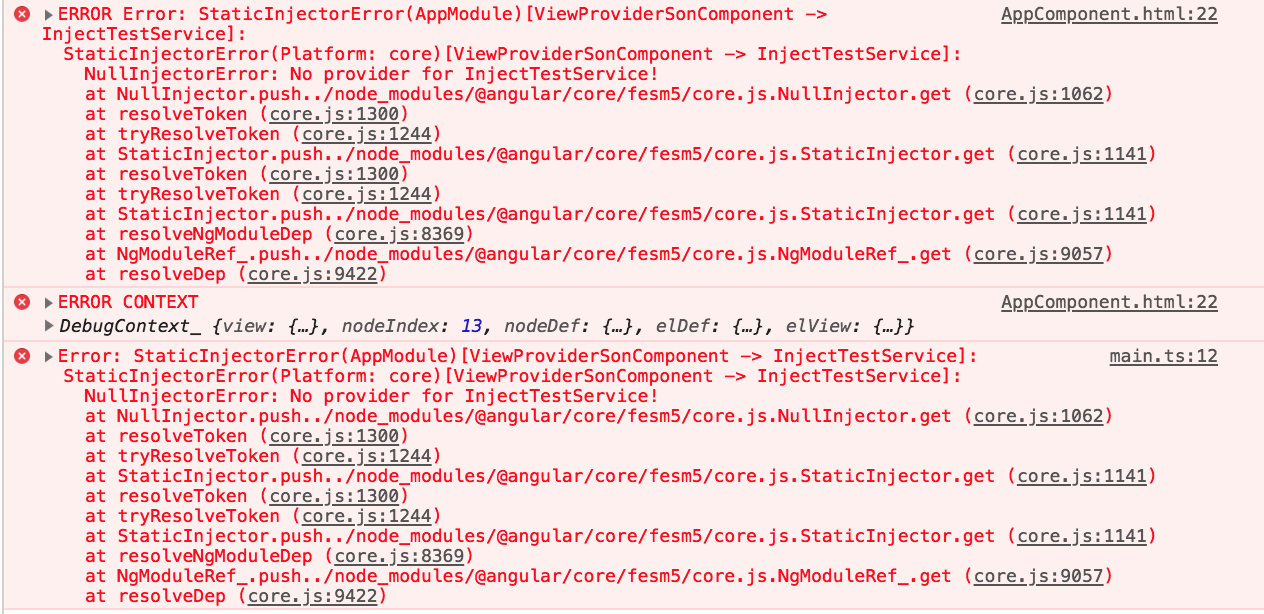 ERROR Error: StaticInjectorError(AppModule)[ViewProviderSonComponent -> AppComponent.html:22
InjectTestService]:
StaticInjectorError(Platform: core)[ViewProviderSonComponent -> InjectTestService]:
NullInjectorError: No provider for InjectTestService!
at NullInjector.push../node_modules/@angular/core/fesm5/core.js.NullInjector.get (core.js:1062)
at resolveToken (core.js:1300)
at tryResolveToken (core.js:1244)
at StaticInjector.push../node_modules/@angular/core/fesm5/core.js.StaticInjector.get (core.js:1141)
at resolveToken (core.js:1300)
at tryResolveToken (core.js:1244)
at StaticInjector.push../node_modules/@angular/core/fesm5/core.js.StaticInjector.get (core.js:1141)
at resolveNgModuleDep (core.js:8369)
at NgModuleRef_.push../node_modules/@angular/core/fesm5/core.js.NgModuleRef_.get (core.js:9057)
at resolveDep (core.js:9422)
ERROR CONTEXT AppComponent.html:22
DebugContext_ {view: {…}, nodeIndex: 13, nodeDef: {…}, elDef: {…}, elView: {…}}
Error: StaticInjectorError(AppModule)[ViewProviderSonComponent -> InjectTestService]: main.ts:12
StaticInjectorError(Platform: core)[ViewProviderSonComponent -> InjectTestService]:
NullInjectorError: No provider for InjectTestService!
at NullInjector.push../node_modules/@angular/core/fesm5/core.js.NullInjector.get (core.js:1062)
at resolveToken (core.js:1300)
at tryResolveToken (core.js:1244)
at StaticInjector.push../node_modules/@angular/core/fesm5/core.js.StaticInjector.get (core.js:1141)
at resolveToken (core.js:1300)
at tryResolveToken (core.js:1244)
at StaticInjector.push../node_modules/@angular/core/fesm5/core.js.StaticInjector.get (core.js:1141)
at resolveNgModuleDep (core.js:8369)
at NgModuleRef_.push../node_modules/@angular/core/fesm5/core.js.NgModuleRef_.get (core.js:9057)
at resolveDep (core.js:9422)